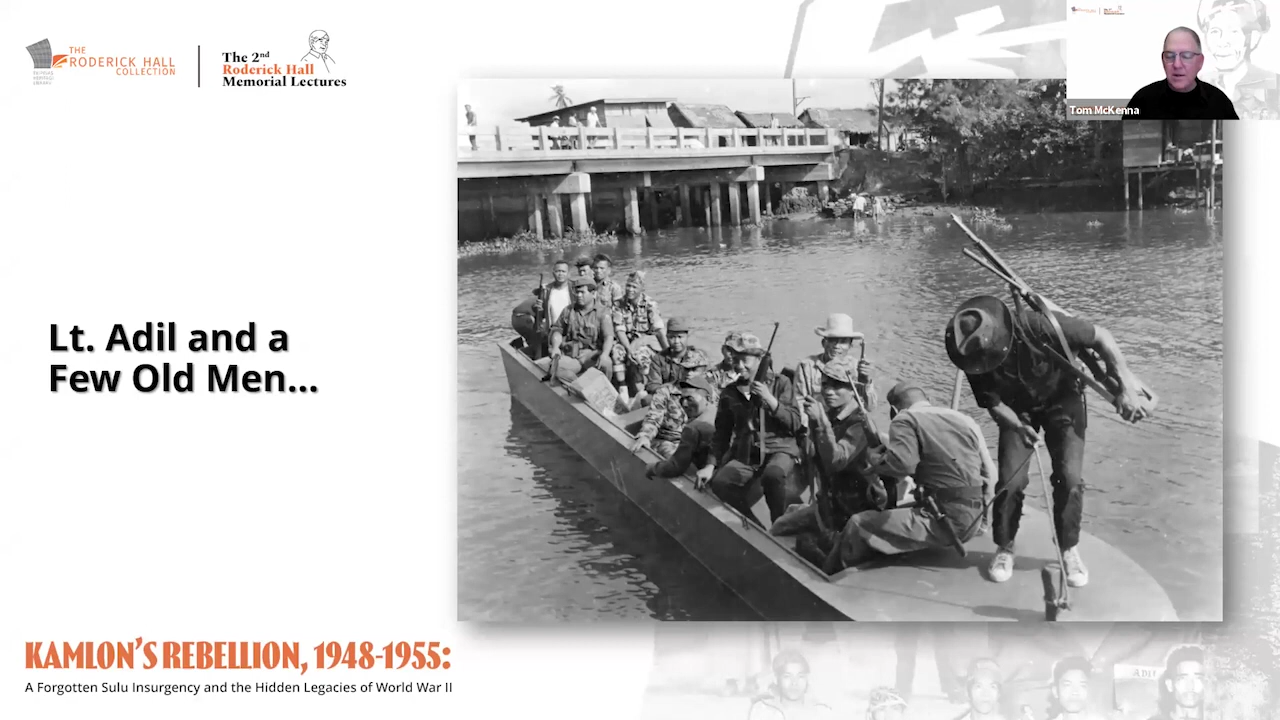 THE
RODERICK HALL
COLLECTION
The 2nd
Roderick Hall
Memorial Lectures
Tom McKenna
Lt. Adil and a
Few Old Men...
KAMLON'S REBELLION, 1948-1955:
A Forgotten Sulu Insurgency and the Hidden Legacies of World War II